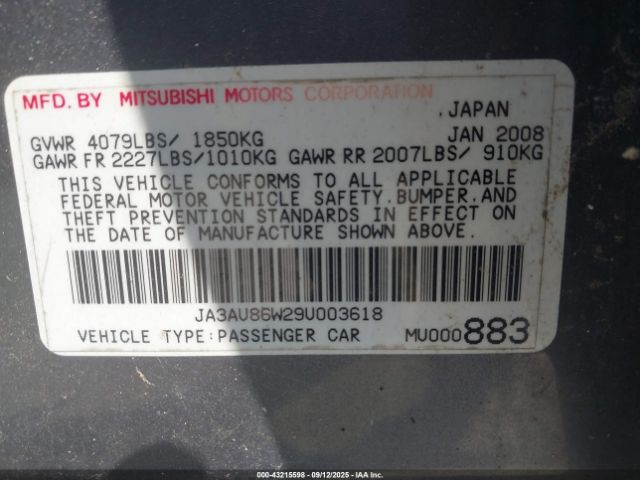 MFD. BY MITSUBISHI MOTORS CORPORATION
JAPAN
GVWR 4079LBS/ 1850KG JAN 2008
GAWR FR 2227LBS/1010KG GAWR RR 2007LBS/ 910KG
THIS VEHICLE CONFORMS TO ALL APPLICABLE
FEDERAL MOTOR VEHICLE SAFETY.BUMPER.AND
THEFT PREVENTION STANDARDS IN EFFECT ON
THE DATE OF MANUFACTURE SHOWN ABOVE.
JA3AU86W29U003618
VEHICLE TYPE:PASSENGER CAR MU000883
000-43215598 - 09/12/2025 - IAAI.com